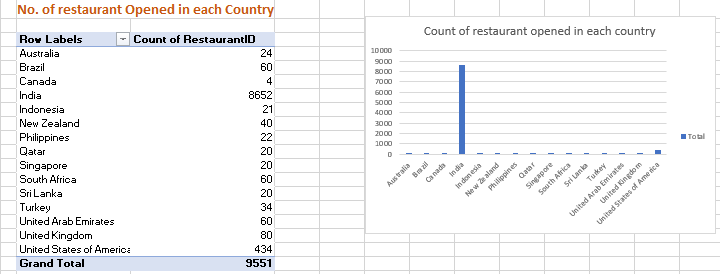 No. of restaurant Opened in each Country
Row Labels Count of RestaurantID
Australia 24
Brazil 60
Canada 4
India 8652
Indonesia 21
New Zealand 40
Philippines 22
Qatar 20
Singapore 20
South Africa 60
Sri Lanka 20
Turkey 34
United Arab Emirates 60
United Kingdom 80
United States of America 434
Grand Total 9551
Count of restaurant opened in each country
10000
9000
8000
7000
6000
5000
4000
3000
2000
1000
0
Australia
Brazil
Canada
India
Indonesia
New Zealand
Philippines
Qatar
Singapore
South Africa
Sri Lanka
Turkey
United Arab Emirates
United Kingdom
United States of America
Total